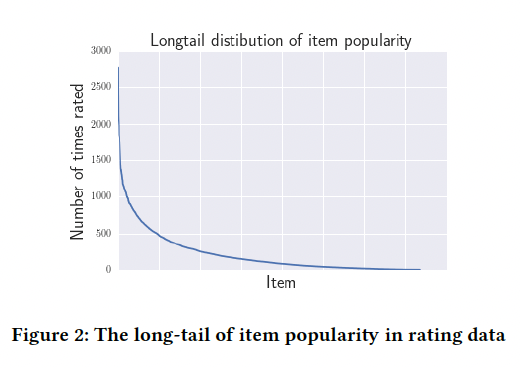 Longtail distibution of item popularity
3000
2500
2000
1500
1000
500
0
Number of times rated
Item
Figure 2: The long-tail of item popularity in rating data